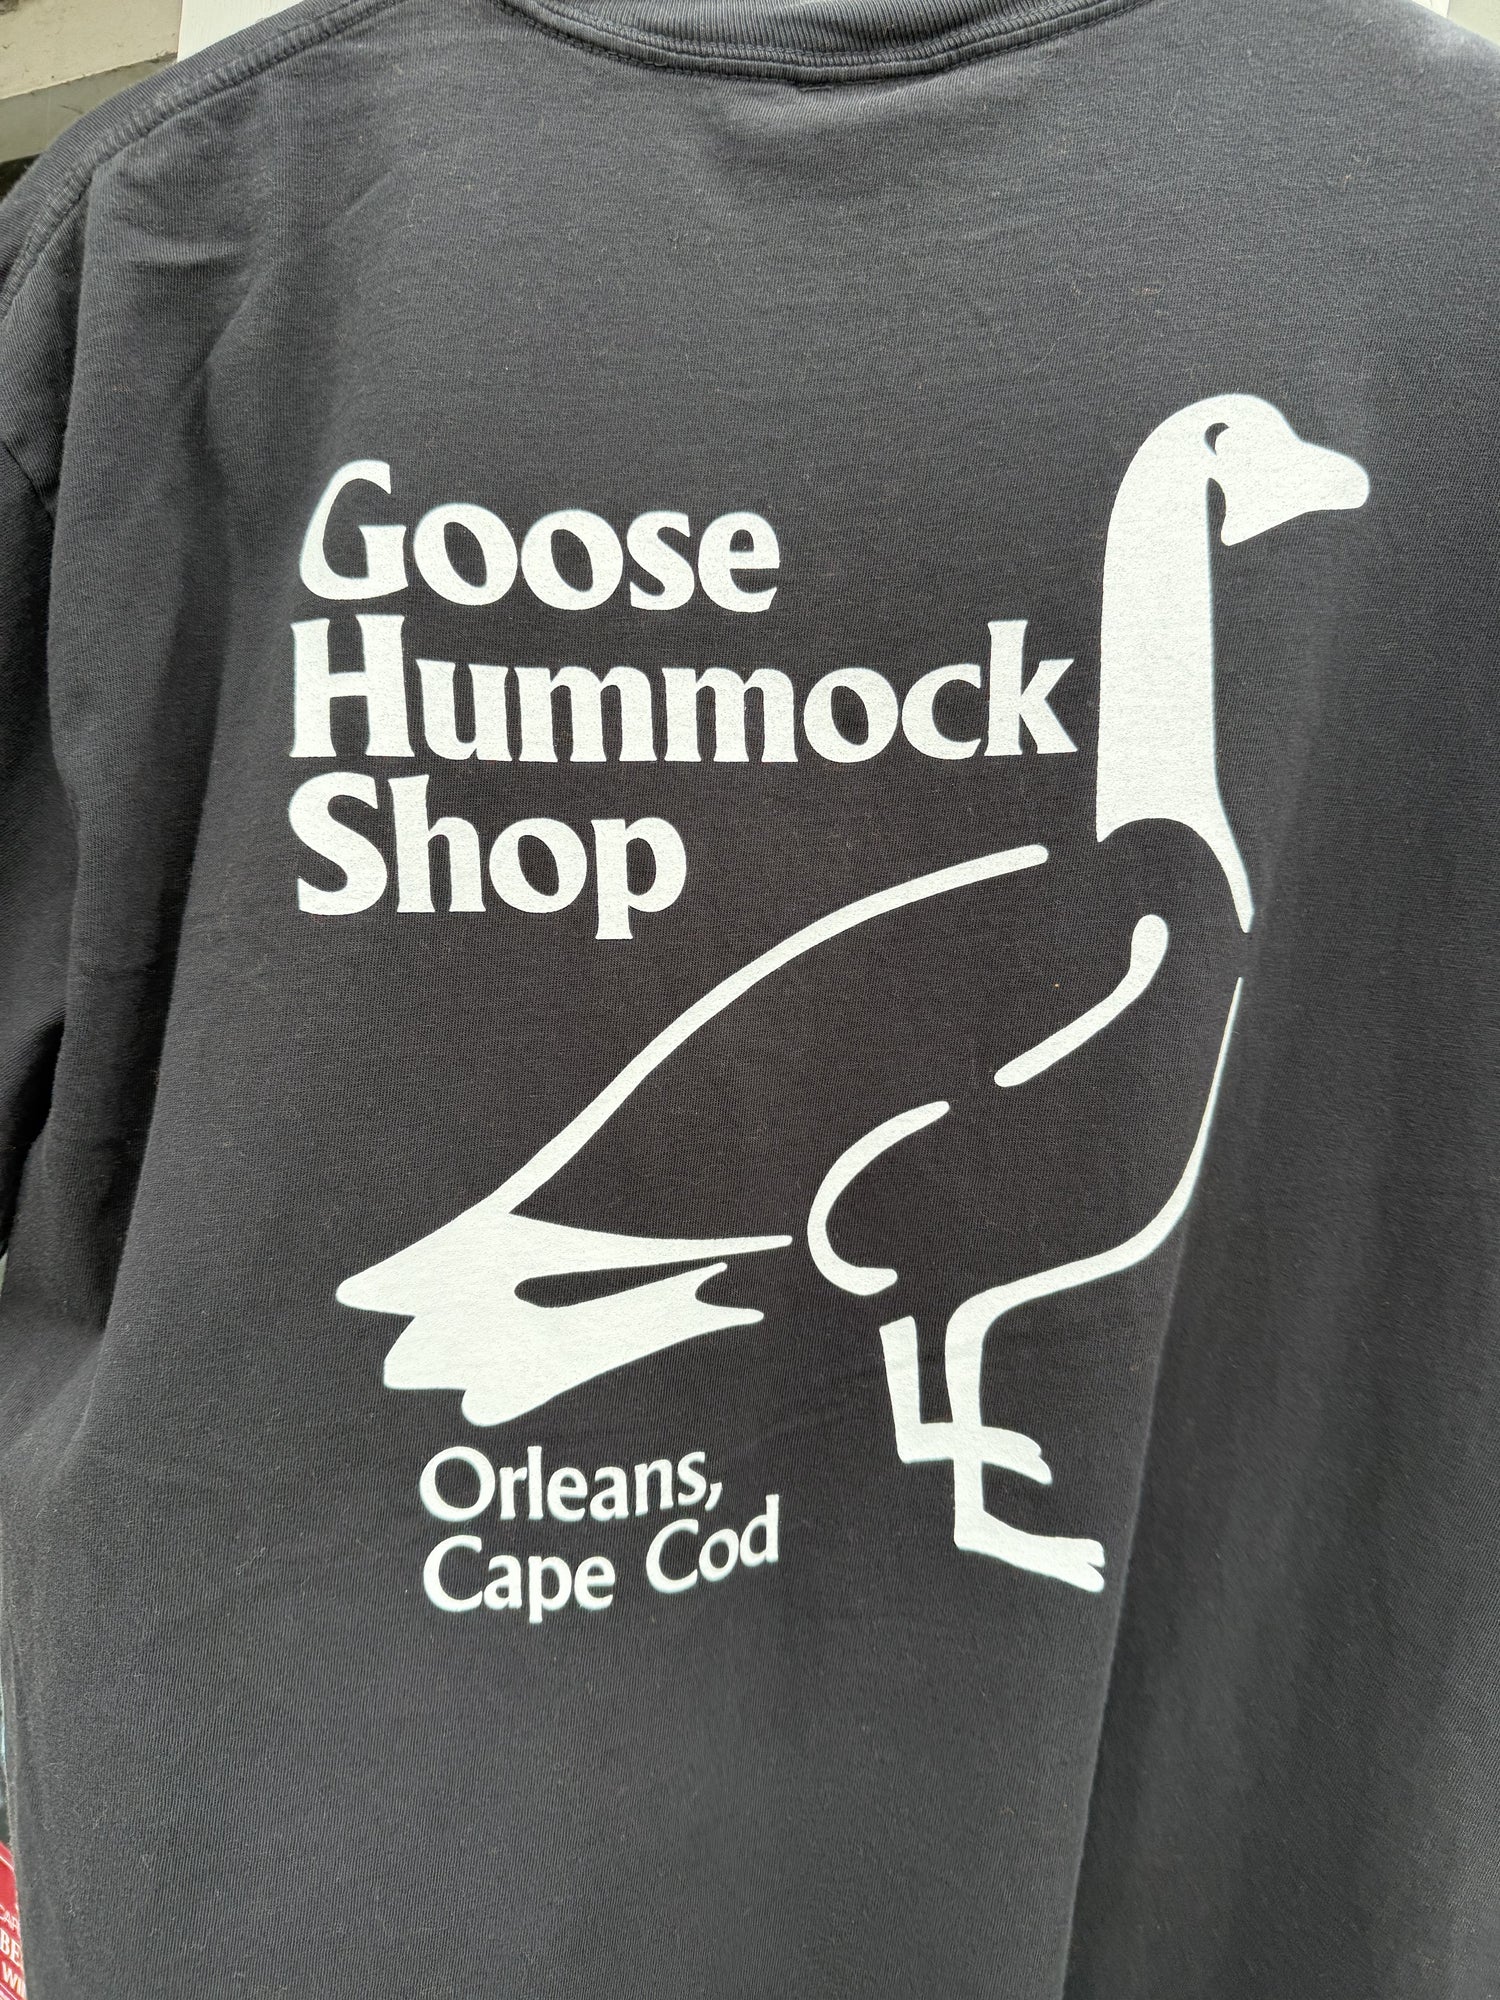 Goose
Hummock
Shop
Orleans,
Cape Cod